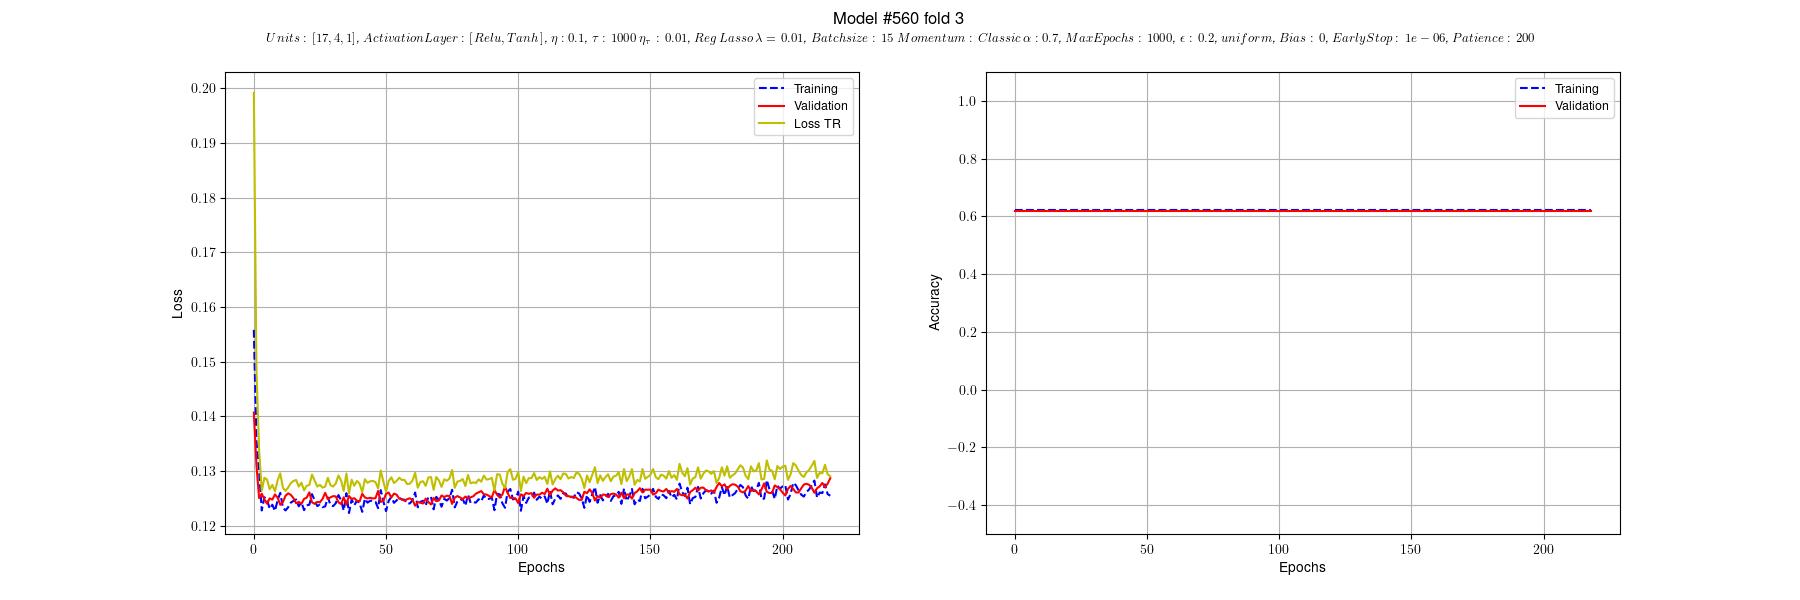 Model #560 fold 3
Units : [17, 4, 1], ActivationLayer : [Relu, Tanh], η : 0.1, τ : 1000 η_τ : 0.01, Reg Lasso λ = 0.01, Batchsize : 15 Momentum : Classic α : 0.7, MaxEpochs : 1000, ϵ : 0.2, uniform, Bias : 0, EarlyStop : 1e − 06, Patience : 200
0.20
0.19
0.18
0.17
0.16
0.15
0.14
0.13
0.12
Loss
0
50
100
150
200
Epochs
Training
Validation
Loss TR
1.0
0.8
0.6
0.4
0.2
0.0
−0.2
−0.4
Accuracy
0
50
100
150
200
Epochs
Training
Validation